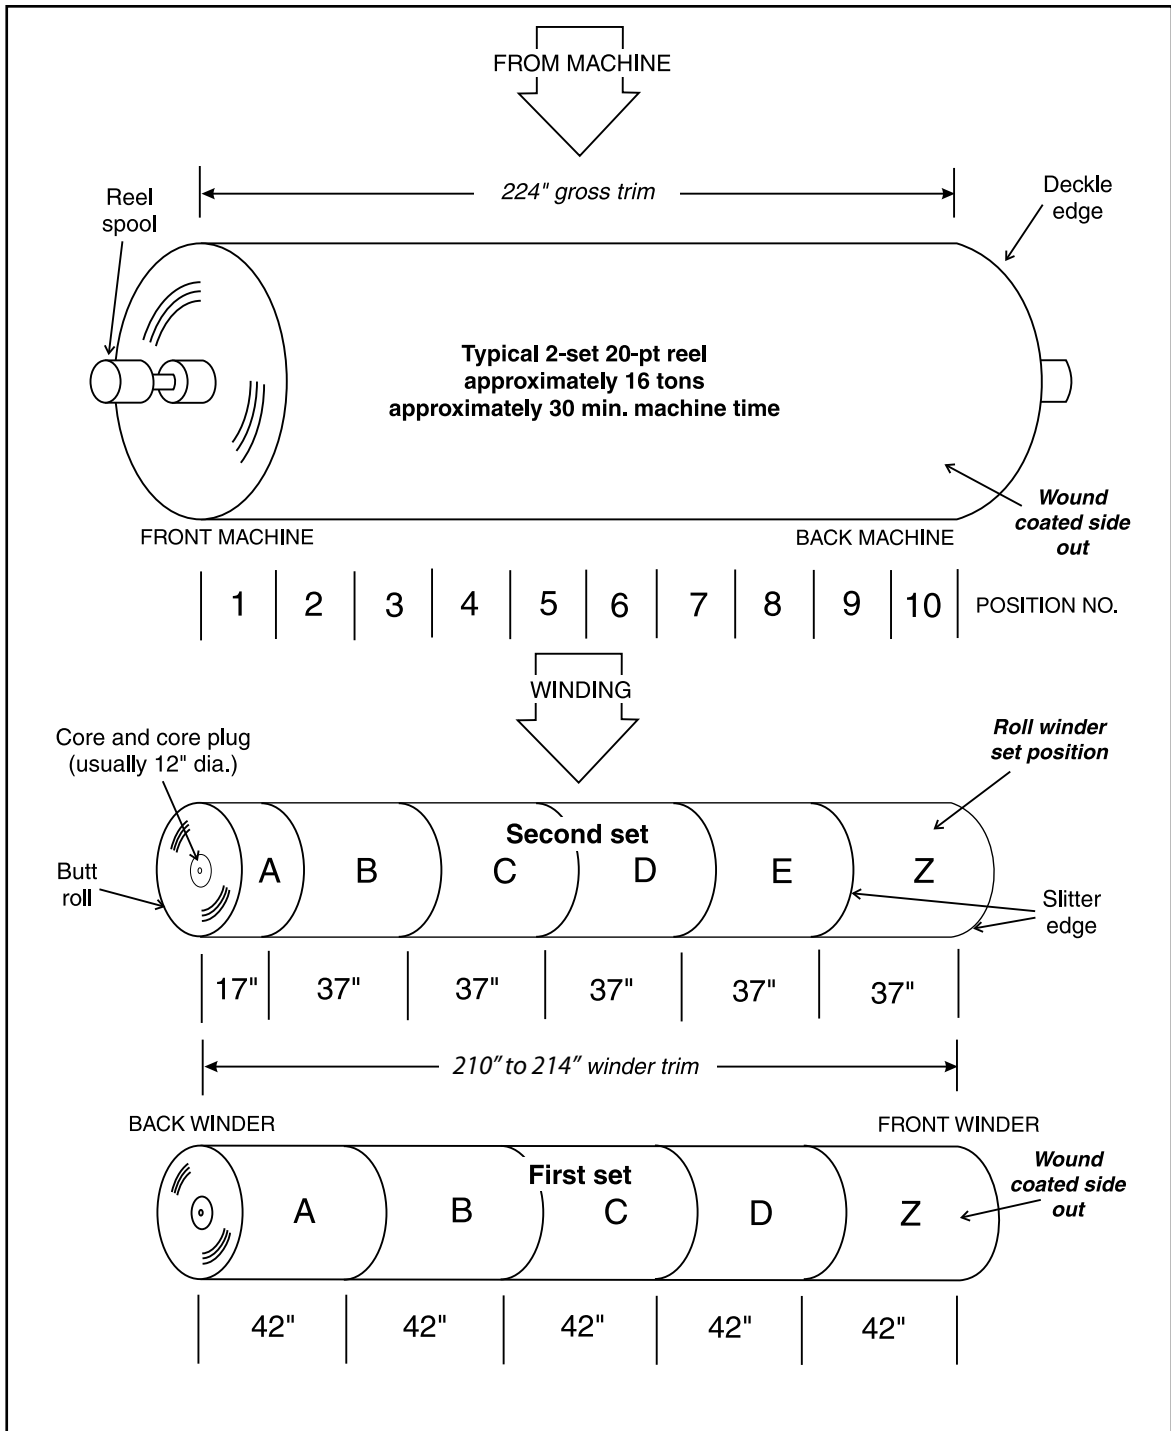 FROM MACHINE
224" gross trim
Reel
spool
Deckle
edge
Typical 2-set 20-pt reel
approximately 16 tons
approximately 30 min. machine time
Wound
coated side
out
FRONT MACHINE
BACK MACHINE
1 2 3 4 5 6 7 8 9 10 POSITION NO.
WINDING
Core and core plug
(usually 12" dia.)
Roll winder
set position
Second set
Butt
roll
A B C D E Z
Slitter
edge
17" 37" 37" 37" 37" 37"
210" to 214" winder trim
BACK WINDER
FRONT WINDER
First set
Wound
coated side
out
A B C D Z
42" 42" 42" 42" 42"